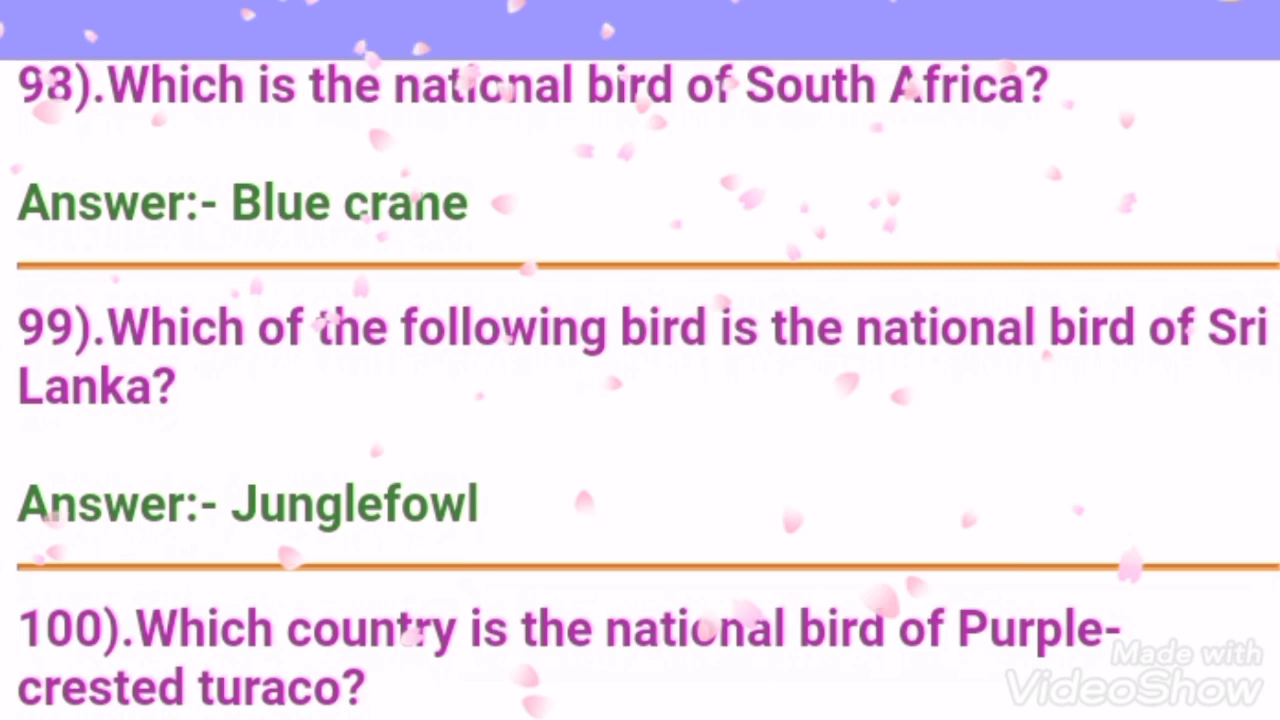 98).Which is the national bird of South Africa?
Answer:- Blue crane
99).Which of the following bird is the national bird of Sri
Lanka?
Answer:- Junglefowl
100).Which country is the national bird of Purple-
crested turaco?
Made with
VideoShow